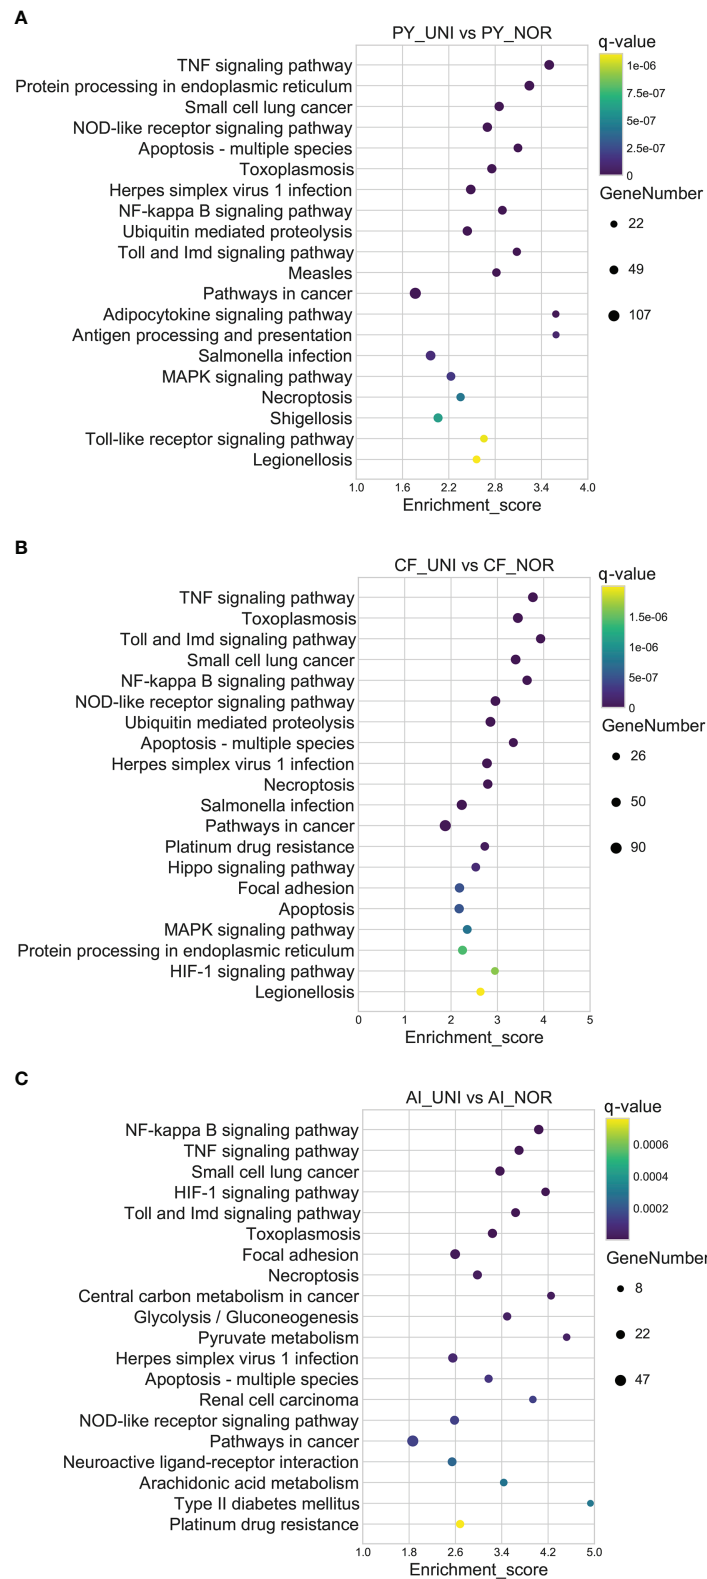 A
PY_UNI vs PY_NOR
TNF signaling pathway
Protein processing in endoplasmic reticulum
Small cell lung cancer
NOD-like receptor signaling pathway
Apoptosis - multiple species
Toxoplasmosis
Herpes simplex virus 1 infection
NF-kappa B signaling pathway
Ubiquitin mediated proteolysis
Toll and Imd signaling pathway
Measles
Pathways in cancer
Adipocytokine signaling pathway
Antigen processing and presentation
Salmonella infection
MAPK signaling pathway
Necroptosis
Shigellosis
Toll-like receptor signaling pathway
Legionellosis
1.0 1.6 2.2 2.8 3.4 4.0
Enrichment_score
q-value
1e-06
7.5e-07
5e-07
2.5e-07
0
GeneNumber
22
49
107
B
CF_UNI vs CF_NOR
TNF signaling pathway
Toxoplasmosis
Toll and Imd signaling pathway
Small cell lung cancer
NF-kappa B signaling pathway
NOD-like receptor signaling pathway
Ubiquitin mediated proteolysis
Apoptosis - multiple species
Herpes simplex virus 1 infection
Necroptosis
Salmonella infection
Pathways in cancer
Platinum drug resistance
Hippo signaling pathway
Focal adhesion
Apoptosis
MAPK signaling pathway
Protein processing in endoplasmic reticulum
HIF-1 signaling pathway
Legionellosis
0 1 2 3 4 5
Enrichment_score
q-value
1.5e-06
1e-06
5e-07
0
GeneNumber
26
50
90
C
AI_UNI vs AI_NOR
NF-kappa B signaling pathway
TNF signaling pathway
Small cell lung cancer
HIF-1 signaling pathway
Toll and Imd signaling pathway
Toxoplasmosis
Focal adhesion
Necroptosis
Central carbon metabolism in cancer
Glycolysis / Gluconeogenesis
Pyruvate metabolism
Herpes simplex virus 1 infection
Apoptosis - multiple species
Renal cell carcinoma
NOD-like receptor signaling pathway
Pathways in cancer
Neuroactive ligand-receptor interaction
Arachidonic acid metabolism
Type II diabetes mellitus
Platinum drug resistance
1.0 1.8 2.6 3.4 4.2 5.0
Enrichment_score
q-value
0.0006
0.0004
0.0002
GeneNumber
8
22
47